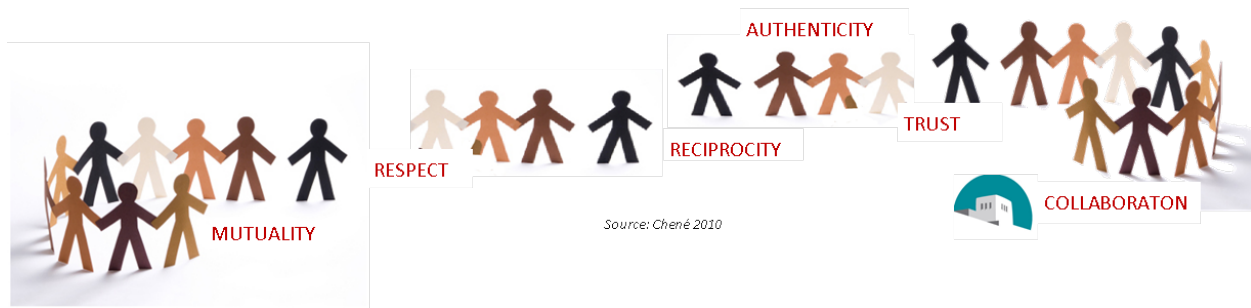 MUTUALITY
RESPECT
RECIPROCITY
AUTHENTICITY
TRUST
COLLABORATON
Source: Chené 2010